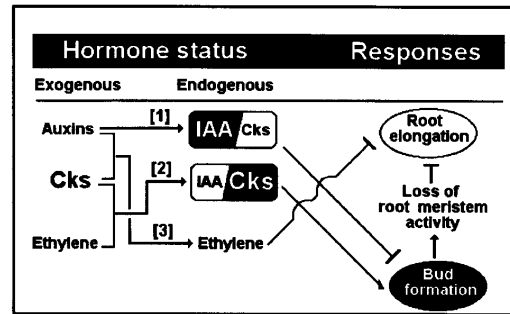 Hormone status Responses
Exogenous Endogenous
Auxins [1] IAA Cks
Root
elongation
Cks [2] IAA Cks
Loss of
root meristem
activity
Ethylene [3] Ethylene
Bud
formation